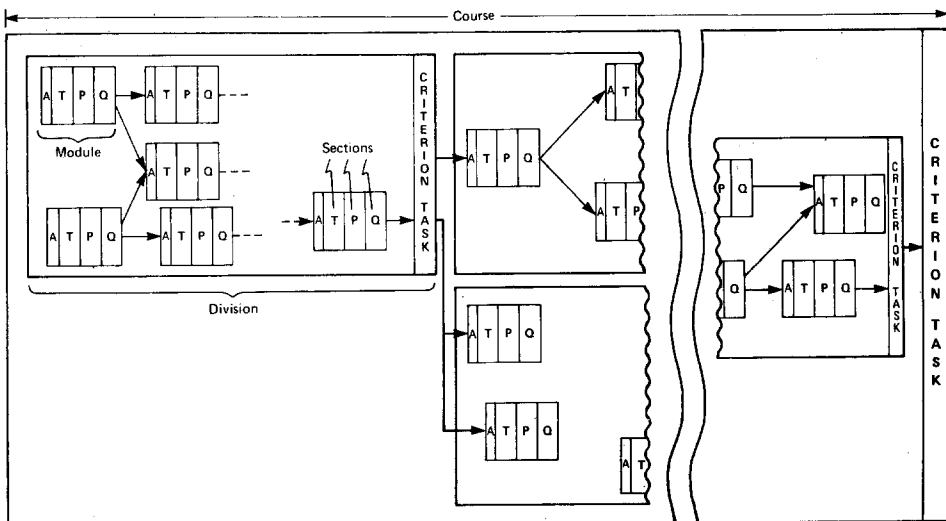 Course
A T P Q
A T P Q
Module
A T P Q
A T P Q
A T P Q
Sections
A T P Q
CRITERION TASK
Division
A T P Q
A T
A T P
A T P Q
A T P Q
A T
P Q
A T P Q
Q
A T P Q
CRITERION TASK
CRITERION TASK